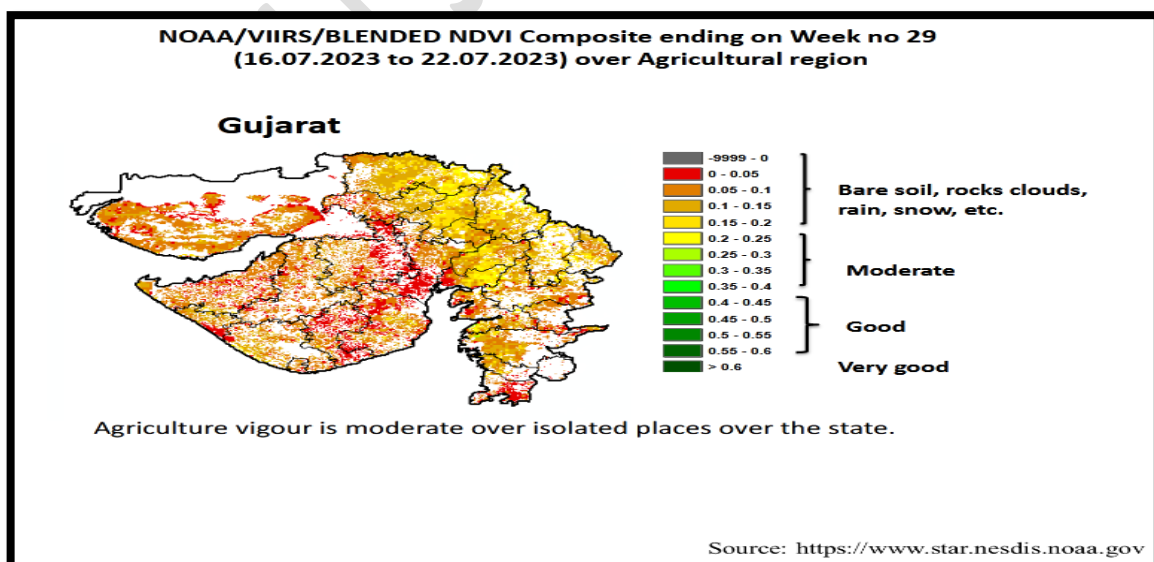 NOAA/VIIRS/BLENDED NDVI Composite ending on Week no 29
(16.07.2023 to 22.07.2023) over Agricultural region
Gujarat
-9999 - 0
0 - 0.05
0.05 - 0.1
0.1 - 0.15
0.15 - 0.2
0.2 - 0.25
0.25 - 0.3
0.3 - 0.35
0.35 - 0.4
0.4 - 0.45
0.45 - 0.5
0.5 - 0.55
0.55 - 0.6
> 0.6
Bare soil, rocks clouds,
rain, snow, etc.
Moderate
Good
Very good
Agriculture vigour is moderate over isolated places over the state.
Source: https://www.star.nesdis.noaa.gov